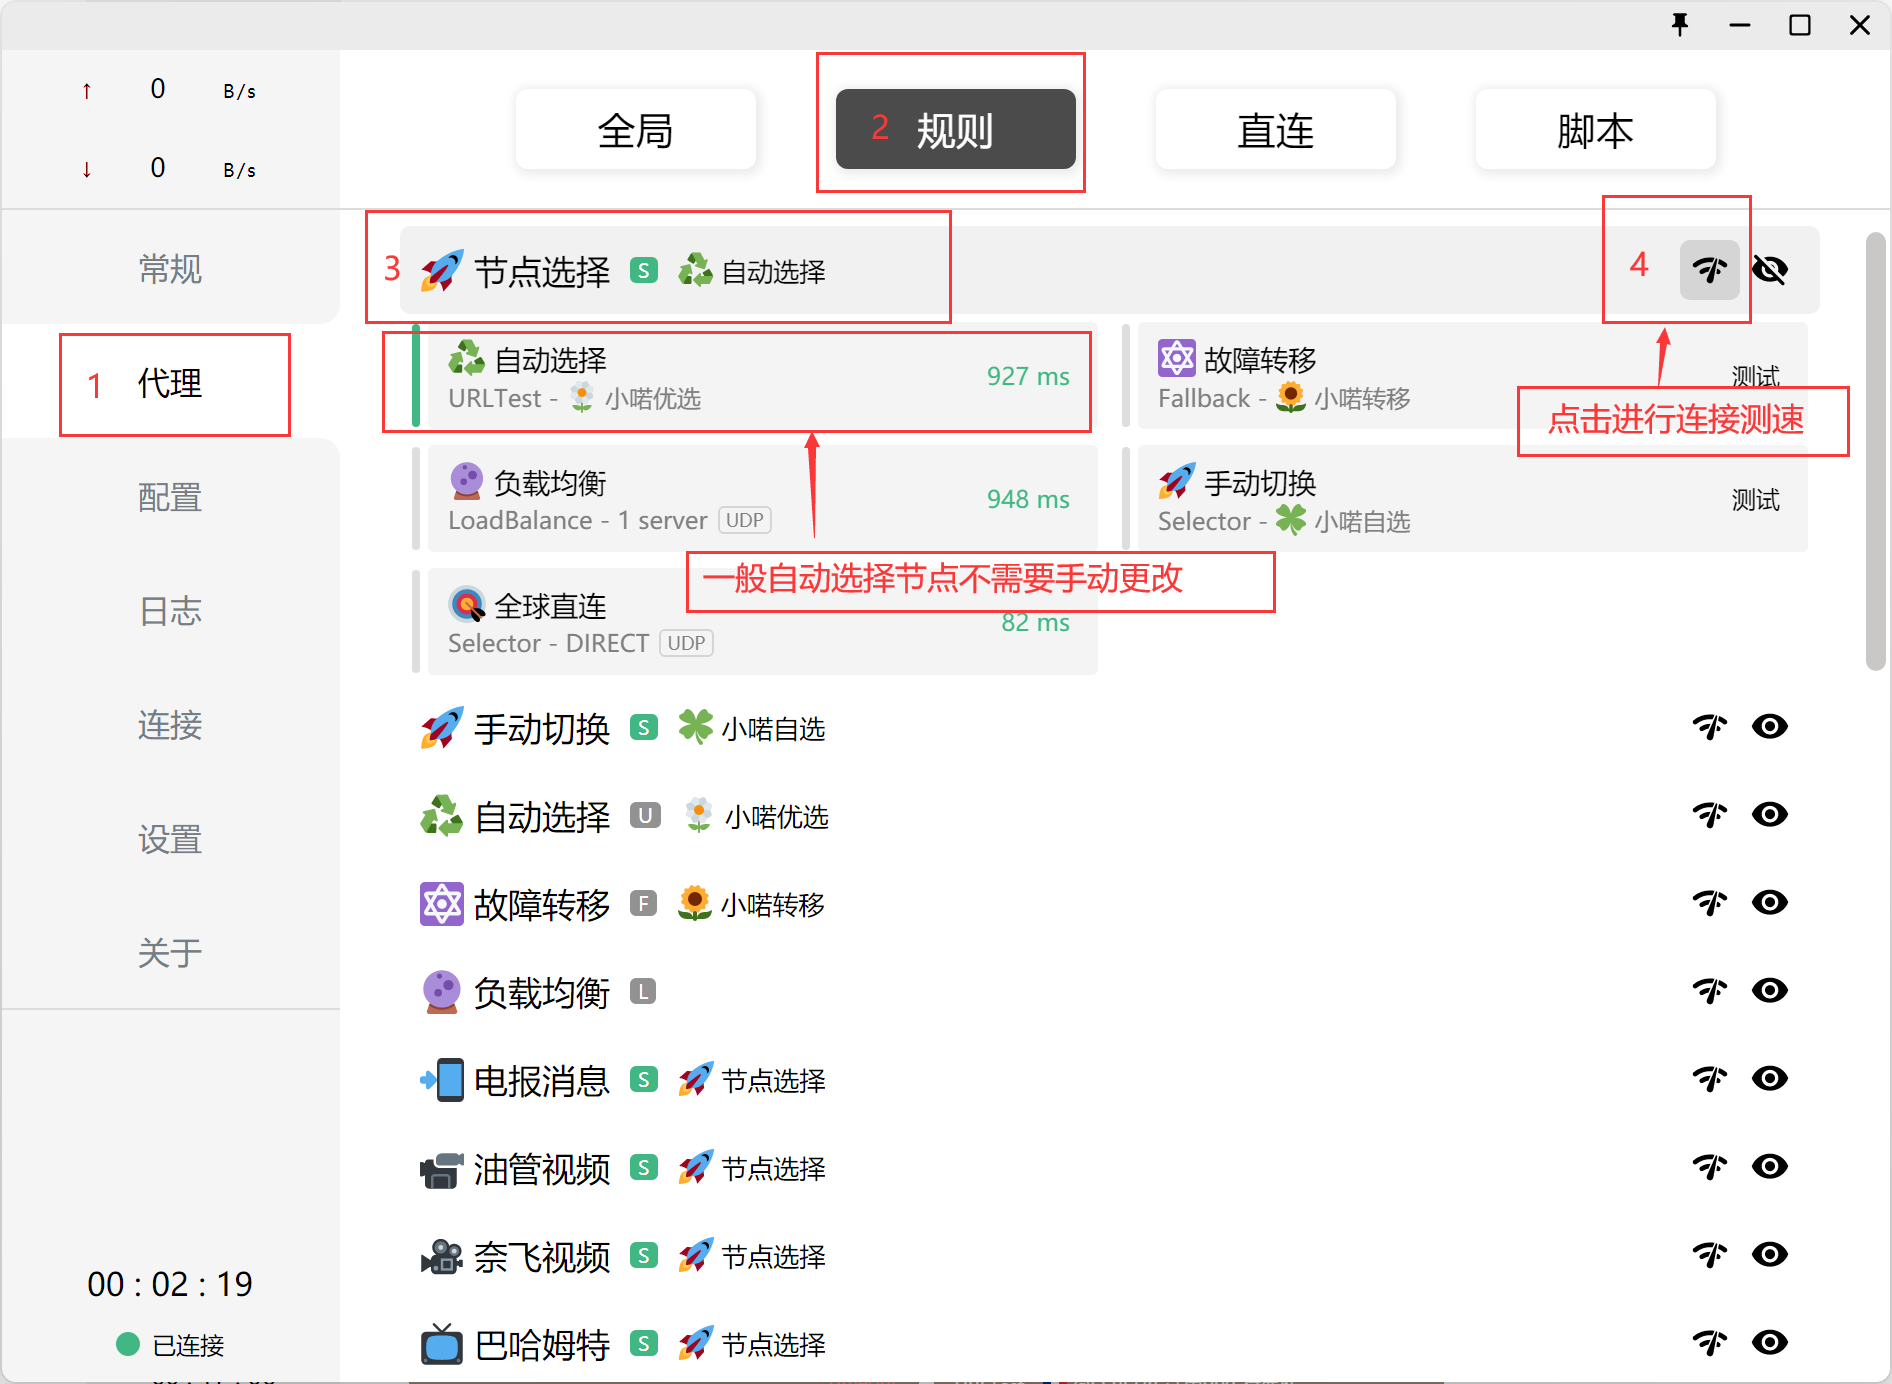 ↑ 0 B/s
↓ 0 B/s
全局
2 规则
直连
脚本
常规
1 代理
配置
日志
连接
设置
关于
00 : 02 : 19
已连接
3 节点选择 S 自动选择
4
自动选择
URLTest - 小喏优选
927 ms
故障转移
Fallback - 小喏转移
测试
点击进行连接测速
负载均衡
LoadBalance - 1 server UDP
948 ms
手动切换
Selector - 小喏自选
测试
一般自动选择节点不需要手动更改
全球直连
Selector - DIRECT UDP
82 ms
手动切换 S 小喏自选
自动选择 U 小喏优选
故障转移 F 小喏转移
负载均衡 L
电报消息 S 节点选择
油管视频 S 节点选择
奈飞视频 S 节点选择
巴哈姆特 S 节点选择